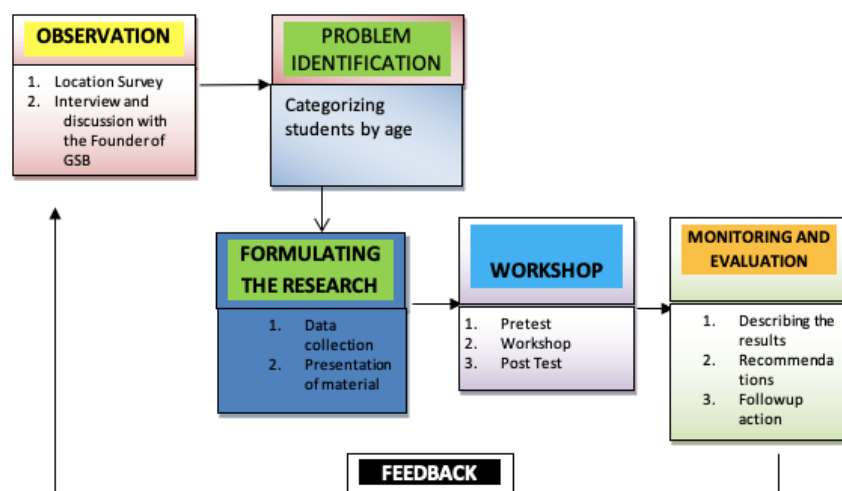 OBSERVATION
1. Location Survey
2. Interview and
discussion with
the Founder of
GSB
PROBLEM
IDENTIFICATION
Categorizing
students by age
FORMULATING
THE RESEARCH
1. Data
collection
2. Presentation
of material
WORKSHOP
1. Pretest
2. Workshop
3. Post Test
MONITORING AND
EVALUATION
1. Describing the
results
2. Recommenda
tions
3. Followup
action
FEEDBACK